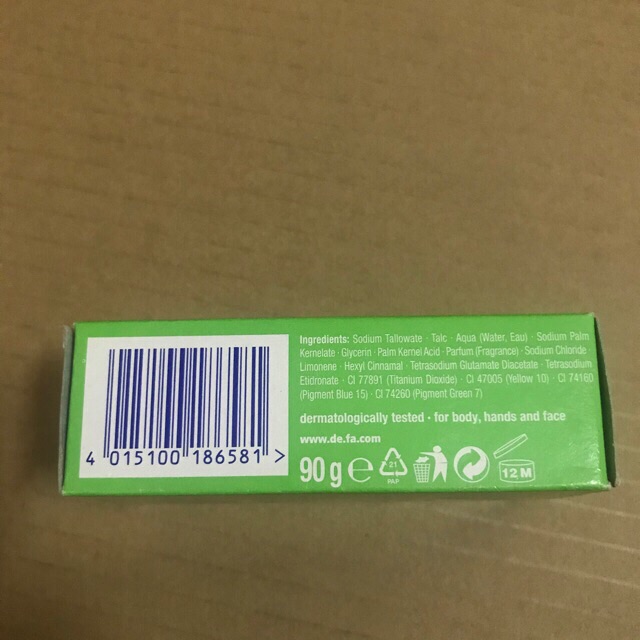 Ingredients: Sodium Tallowate · Talc · Aqua (Water, Eau) · Sodium Palm
Kernelate · Glycerin · Palm Kernel Acid · Parfum (Fragrance) · Sodium Chloride ·
Limonene · Hexyl Cinnamal · Tetrasodium Glutamate Diacetate · Tetrasodium
Etidronate · CI 77891 (Titanium Dioxide) · CI 47005 (Yellow 10) · CI 74160
(Pigment Blue 15) · CI 74260 (Pigment Green 7)
dermatologically tested · for body, hands and face
www.de.fa.com
4 015100 186581 >
90 g ℮ 21 PAP 12 M